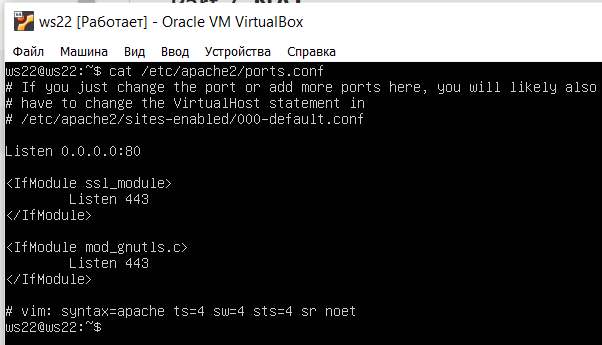 ws22 [Работает] - Oracle VM VirtualBox
Файл Машина Вид Ввод Устройства Справка
ws22@ws22:~$ cat /etc/apache2/ports.conf
# If you just change the port or add more ports here, you will likely also
# have to change the VirtualHost statement in
# /etc/apache2/sites-enabled/000-default.conf
Listen 0.0.0.0:80
<IfModule ssl_module>
Listen 443
</IfModule>
<IfModule mod_gnutls.c>
Listen 443
</IfModule>
# vim: syntax=apache ts=4 sw=4 sts=4 sr noet
ws22@ws22:~$